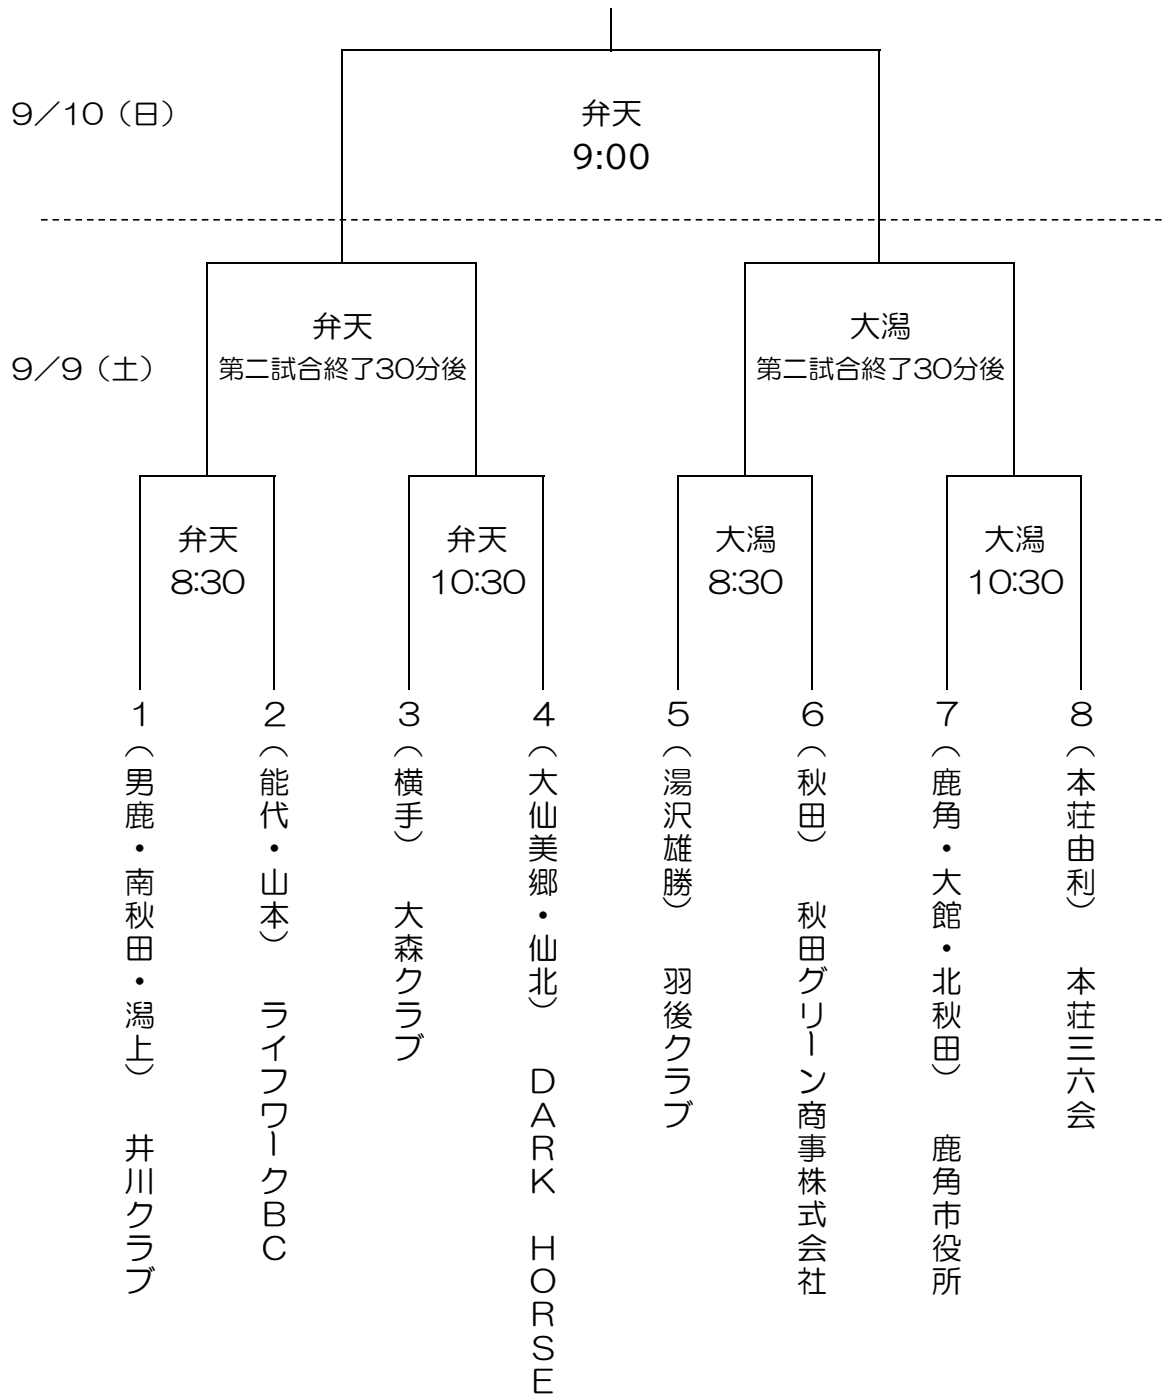 9/10（日）
弁天
9:00
弁天
第二試合終了30分後
大潟
第二試合終了30分後
9/9（土）
弁天
8:30
弁天
10:30
大潟
8:30
大潟
10:30
1（男鹿・南秋田・潟上） 井川クラブ
2（能代・山本） ライフワークBC
3（横手） 大森クラブ
4（大仙美郷・仙北） DARK HORSE
5（湯沢雄勝） 羽後クラブ
6（秋田） 秋田グリーン商事株式会社
7（鹿角・大館・北秋田） 鹿角市役所
8（本荘由利） 本荘三六会